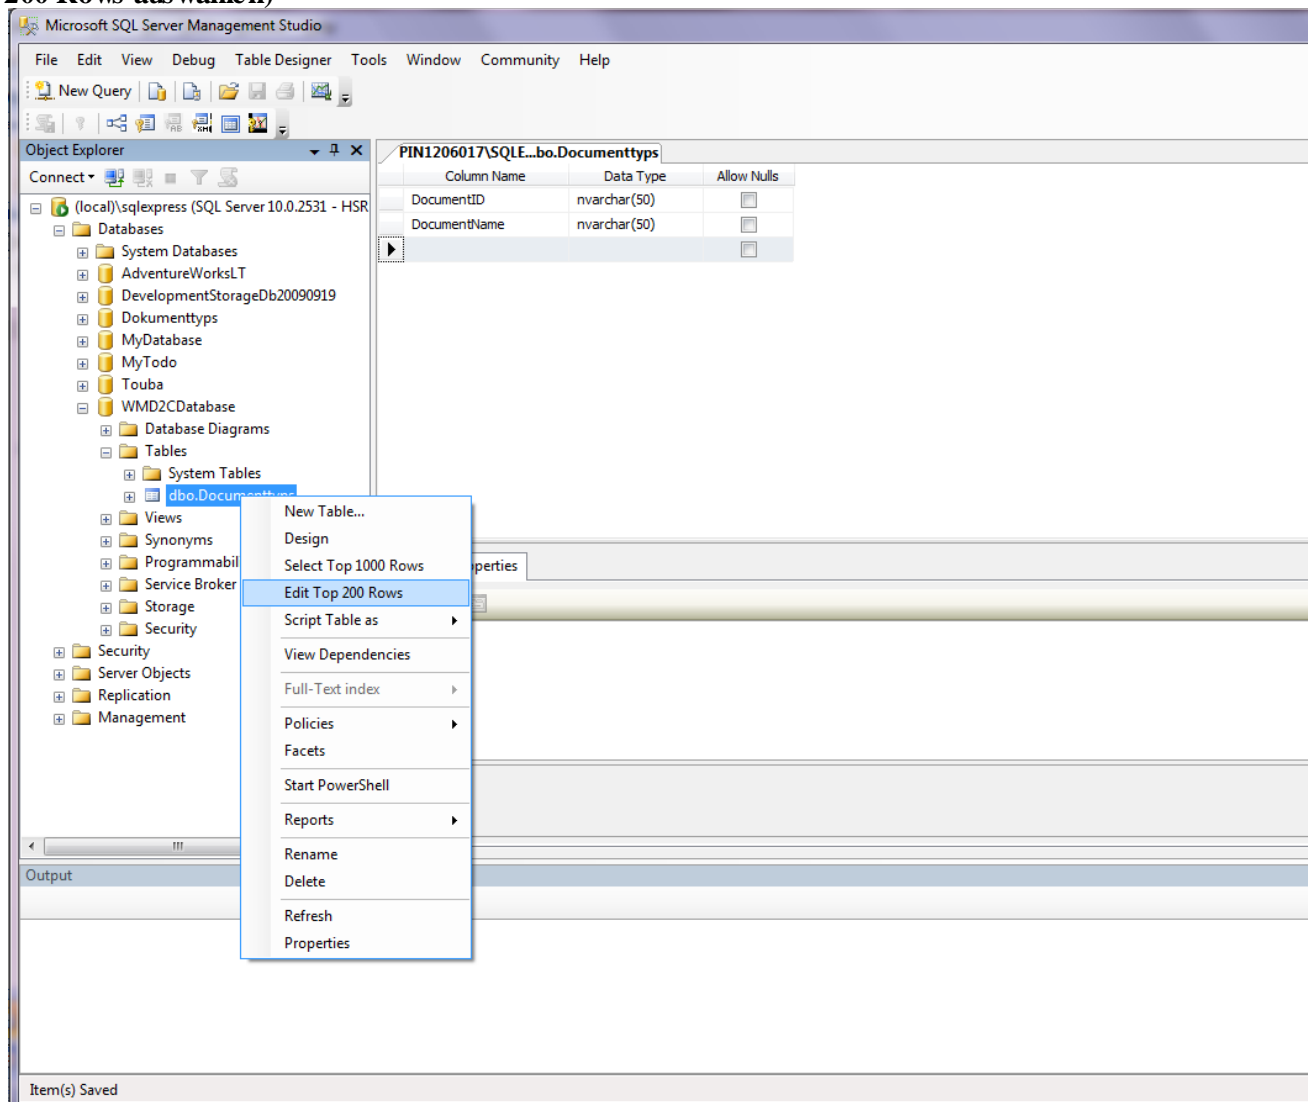 200 Rows auswählen)
Microsoft SQL Server Management Studio
File Edit View Debug Table Designer Tools Window Community Help
New Query
Object Explorer
Connect
(local)\sqlexpress (SQL Server 10.0.2531 - HSR
Databases
System Databases
AdventureWorksLT
DevelopmentStorageDb20090919
Dokumenttyps
MyDatabase
MyTodo
Touba
WMD2CDatabase
Database Diagrams
Tables
System Tables
dbo.Documenttyps
Views
Synonyms
Programmabil
Service Broker
Storage
Security
Security
Server Objects
Replication
Management
PIN1206017\SQLE...bo.Documenttyps
Column Name Data Type Allow Nulls
DocumentID nvarchar(50)
DocumentName nvarchar(50)
perties
New Table...
Design
Select Top 1000 Rows
Edit Top 200 Rows
Script Table as
View Dependencies
Full-Text index
Policies
Facets
Start PowerShell
Reports
Rename
Delete
Refresh
Properties
Output
Item(s) Saved